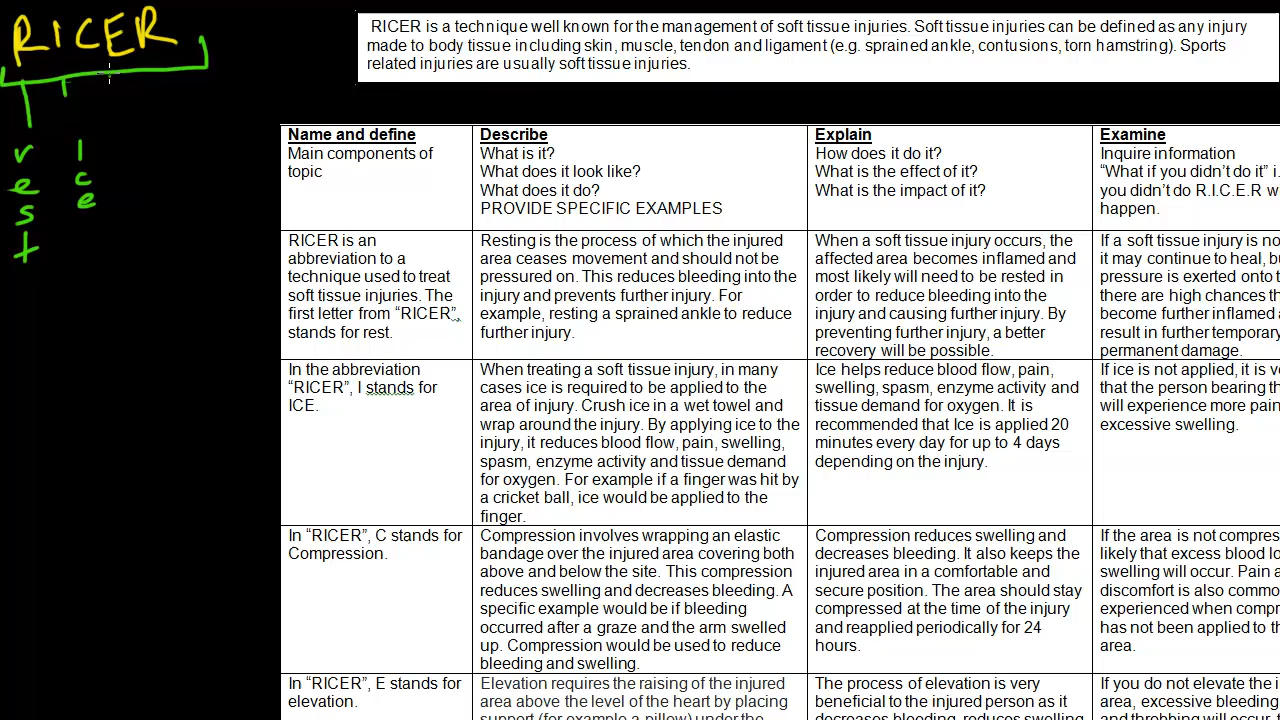 RICER
rest
Ice
RICER is a technique well known for the management of soft tissue injuries. Soft tissue injuries can be defined as any injury
made to body tissue including skin, muscle, tendon and ligament (e.g. sprained ankle, contusions, torn hamstring). Sports
related injuries are usually soft tissue injuries.
Name and define
Main components of
topic
Describe
What is it?
What does it look like?
What does it do?
PROVIDE SPECIFIC EXAMPLES
Explain
How does it do it?
What is the effect of it?
What is the impact of it?
Examine
Inquire information
“What if you didn’t do it” i.
you didn’t do R.I.C.E.R w
happen.
RICER is an
abbreviation to a
technique used to treat
soft tissue injuries. The
first letter from “RICER”,
stands for rest.
Resting is the process of which the injured
area ceases movement and should not be
pressured on. This reduces bleeding into the
injury and prevents further injury. For
example, resting a sprained ankle to reduce
further injury.
When a soft tissue injury occurs, the
affected area becomes inflamed and
most likely will need to be rested in
order to reduce bleeding into the
injury and causing further injury. By
preventing further injury, a better
recovery will be possible.
If a soft tissue injury is no
it may continue to heal, bu
pressure is exerted onto t
there are high chances th
become further inflamed a
result in further temporary
permanent damage.
In the abbreviation
“RICER”, I stands for
ICE.
When treating a soft tissue injury, in many
cases ice is required to be applied to the
area of injury. Crush ice in a wet towel and
wrap around the injury. By applying ice to the
injury, it reduces blood flow, pain, swelling,
spasm, enzyme activity and tissue demand
for oxygen. For example if a finger was hit by
a cricket ball, ice would be applied to the
finger.
Ice helps reduce blood flow, pain,
swelling, spasm, enzyme activity and
tissue demand for oxygen. It is
recommended that Ice is applied 20
minutes every day for up to 4 days
depending on the injury.
If ice is not applied, it is ve
that the person bearing th
will experience more pain
excessive swelling.
In “RICER”, C stands for
Compression.
Compression involves wrapping an elastic
bandage over the injured area covering both
above and below the site. This compression
reduces swelling and decreases bleeding. A
specific example would be if bleeding
occurred after a graze and the arm swelled
up. Compression would be used to reduce
bleeding and swelling.
Compression reduces swelling and
decreases bleeding. It also keeps the
injured area in a comfortable and
secure position. The area should stay
compressed at the time of the injury
and reapplied periodically for 24
hours.
If the area is not compres
likely that excess blood lo
swelling will occur. Pain a
discomfort is also commo
experienced when compr
has not been applied to th
area.
In “RICER”, E stands for
elevation.
Elevation requires the raising of the injured
area above the level of the heart by placing
support (for example a pillow) under the
The process of elevation is very
beneficial to the injured person as it
decreases bleeding, reduces swelling
If you do not elevate the i
area, excessive bleeding
and throbbing will occur